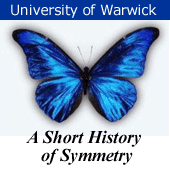 University of Warwick
A Short History
of Symmetry